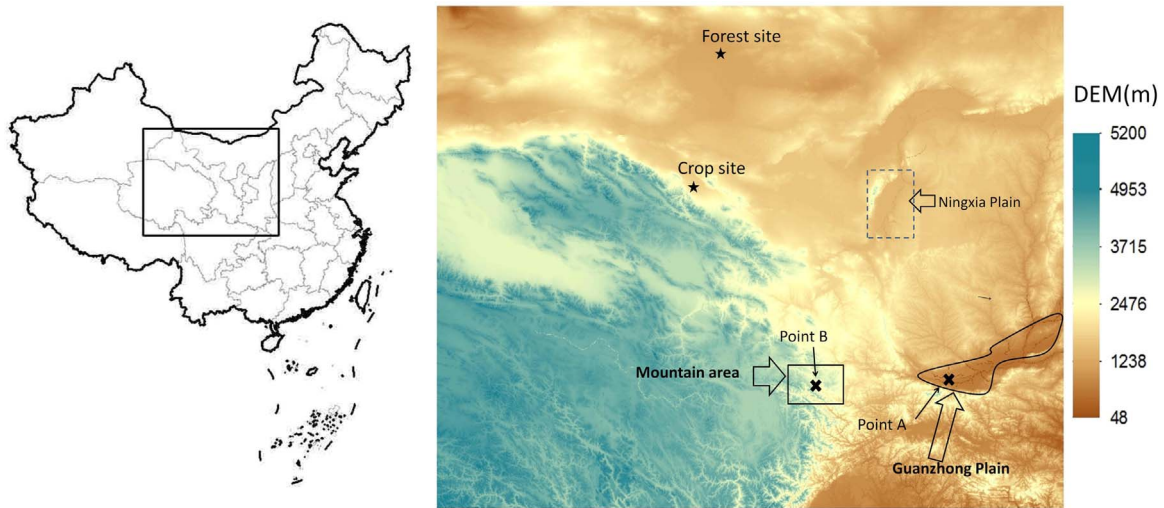 Forest site
DEM(m)
5200
Crop site
4953
Ningxia Plain
3715
2476
Point B
1238
Mountain area
48
Point A
Guanzhong Plain